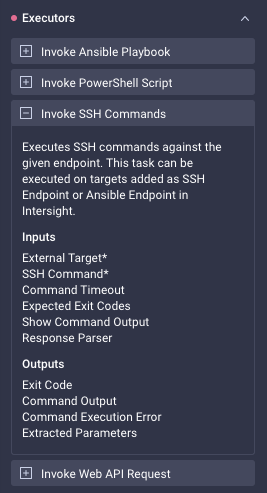 Executors
Invoke Ansible Playbook
Invoke PowerShell Script
Invoke SSH Commands
Executes SSH commands against the
given endpoint. This task can be
executed on targets added as SSH
Endpoint or Ansible Endpoint in
Intersight.
Inputs
External Target*
SSH Command*
Command Timeout
Expected Exit Codes
Show Command Output
Response Parser
Outputs
Exit Code
Command Output
Command Execution Error
Extracted Parameters
Invoke Web API Request